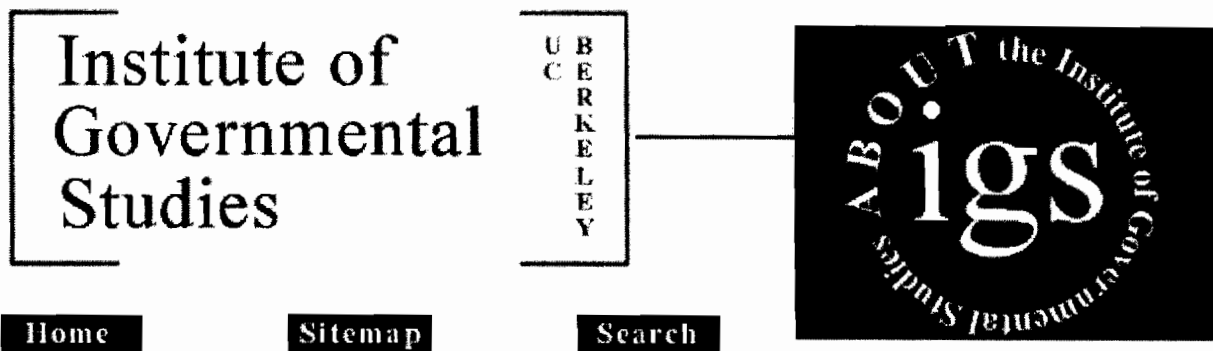 Institute of
Governmental
Studies
UC
BERKELEY
ABOUT the Institute of Governmental Studies
igs
Home
Sitemap
Search